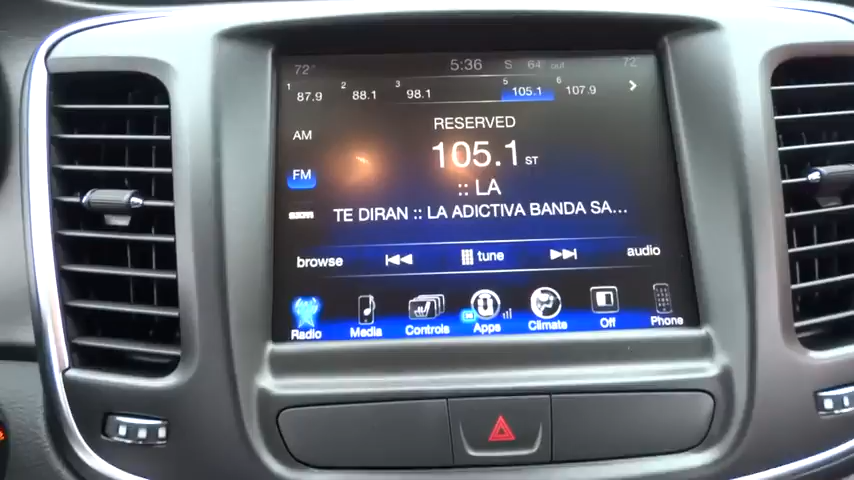 72° 5:36 S 64 out 72°
1 87.9 2 88.1 3 98.1 5 105.1 6 107.9
RESERVED
AM
105.1 ST
FM
:: LA
sxm TE DIRAN :: LA ADICTIVA BANDA SA...
browse tune audio
Radio Media Controls Apps Climate Off Phone